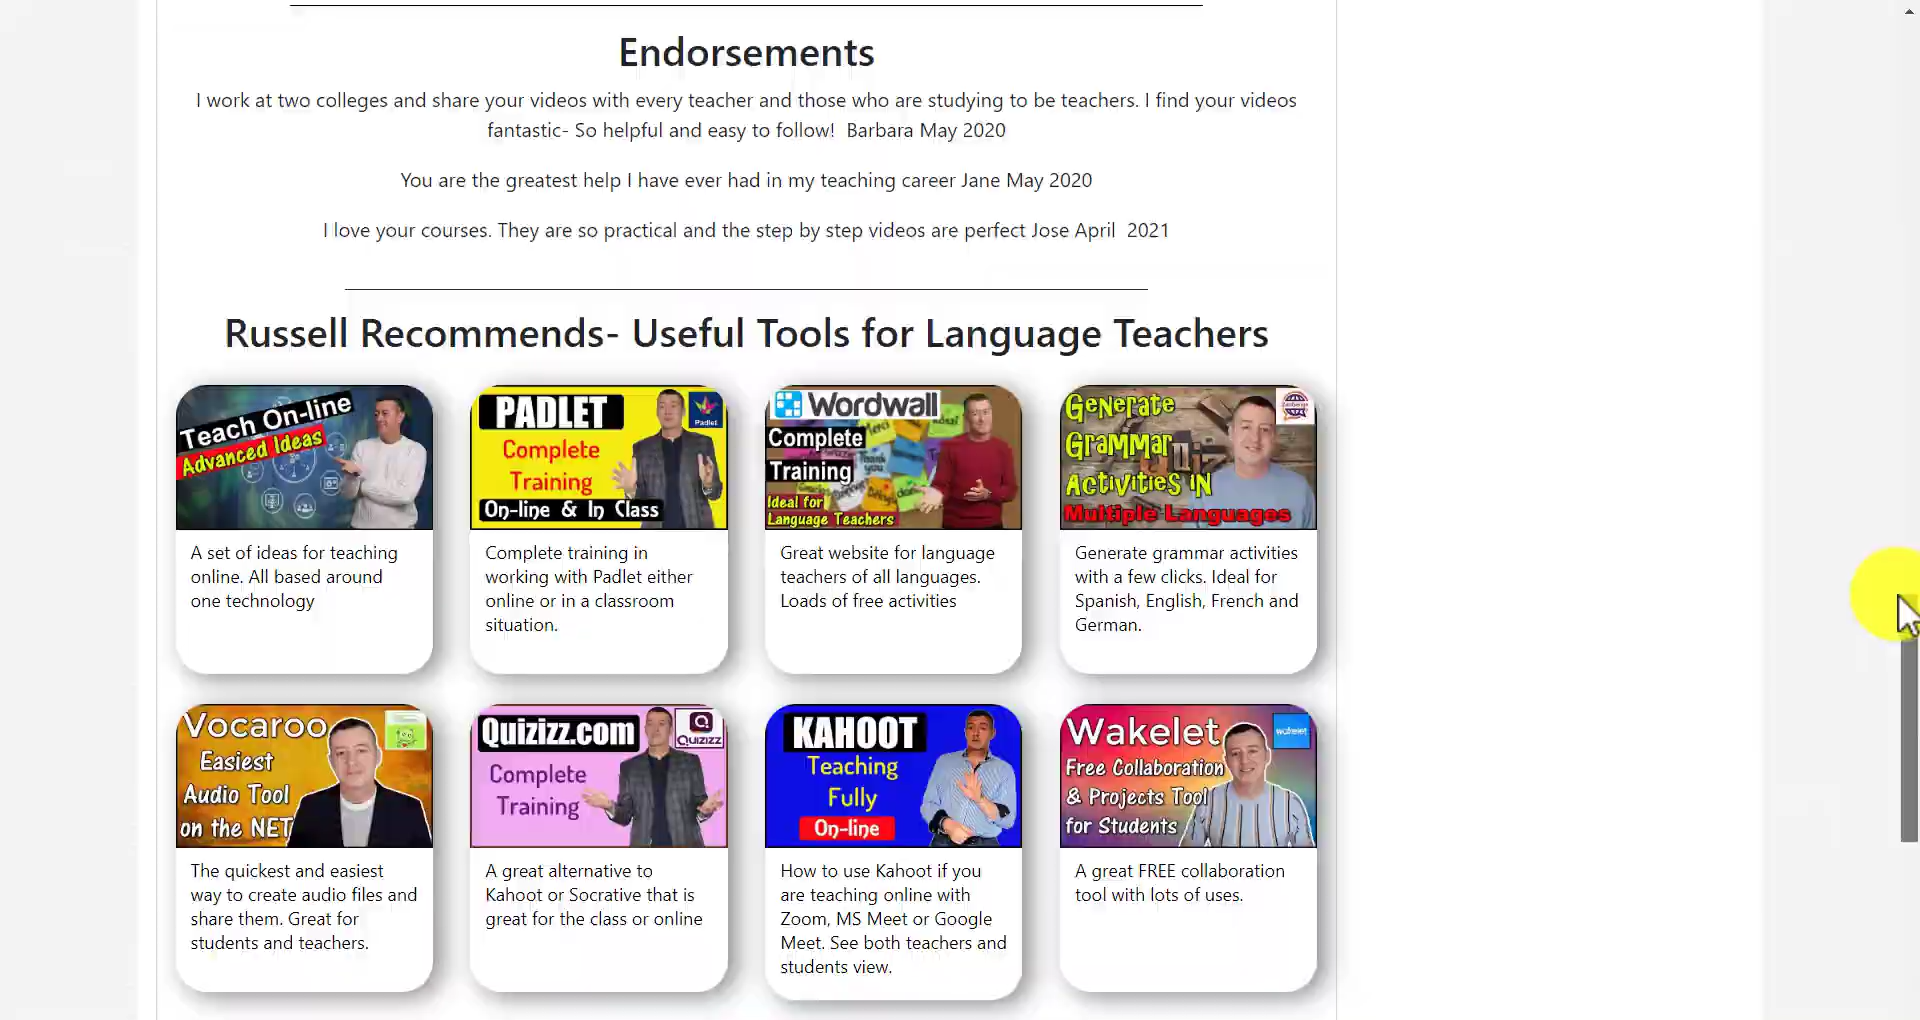 Endorsements
I work at two colleges and share your videos with every teacher and those who are studying to be teachers. I find your videos
fantastic- So helpful and easy to follow!  Barbara May 2020
You are the greatest help I have ever had in my teaching career Jane May 2020
I love your courses. They are so practical and the step by step videos are perfect Jose April  2021
Russell Recommends- Useful Tools for Language Teachers
Teach On-line
Advanced Ideas
A set of ideas for teaching
online. All based around
one technology
PADLET
Padlet
Complete
Training
On-line & In Class
Complete training in
working with Padlet either
online or in a classroom
situation.
Wordwall
Complete
Training
Ideal for
Language Teachers
Great website for language
teachers of all languages.
Loads of free activities
Generate
Grammar
Activities IN
Multiple Languages
Generate grammar activities
with a few clicks. Ideal for
Spanish, English, French and
German.
Vocaroo
Easiest
Audio Tool
on the NET
The quickest and easiest
way to create audio files and
share them. Great for
students and teachers.
Quizizz.com
QUIZIZZ
Complete
Training
A great alternative to
Kahoot or Socrative that is
great for the class or online
KAHOOT
Teaching
Fully
On-line
How to use Kahoot if you
are teaching online with
Zoom, MS Meet or Google
Meet. See both teachers and
students view.
Wakelet
wakelet
Free Collaboration
& Projects Tool
for Students
A great FREE collaboration
tool with lots of uses.